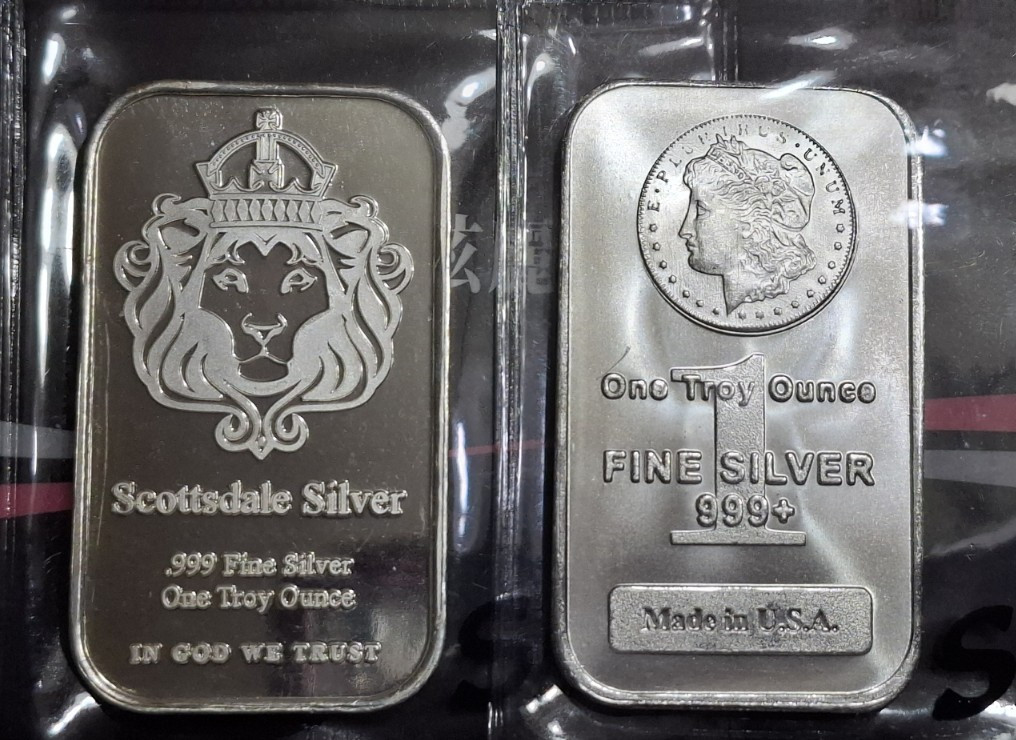 Scottsdale Silver
.999 Fine Silver
One Troy Ounce
IN GOD WE TRUST
E·PLURIBUS·UNUM
1
One Troy Ounce
FINE SILVER
999+
Made in U.S.A.
S